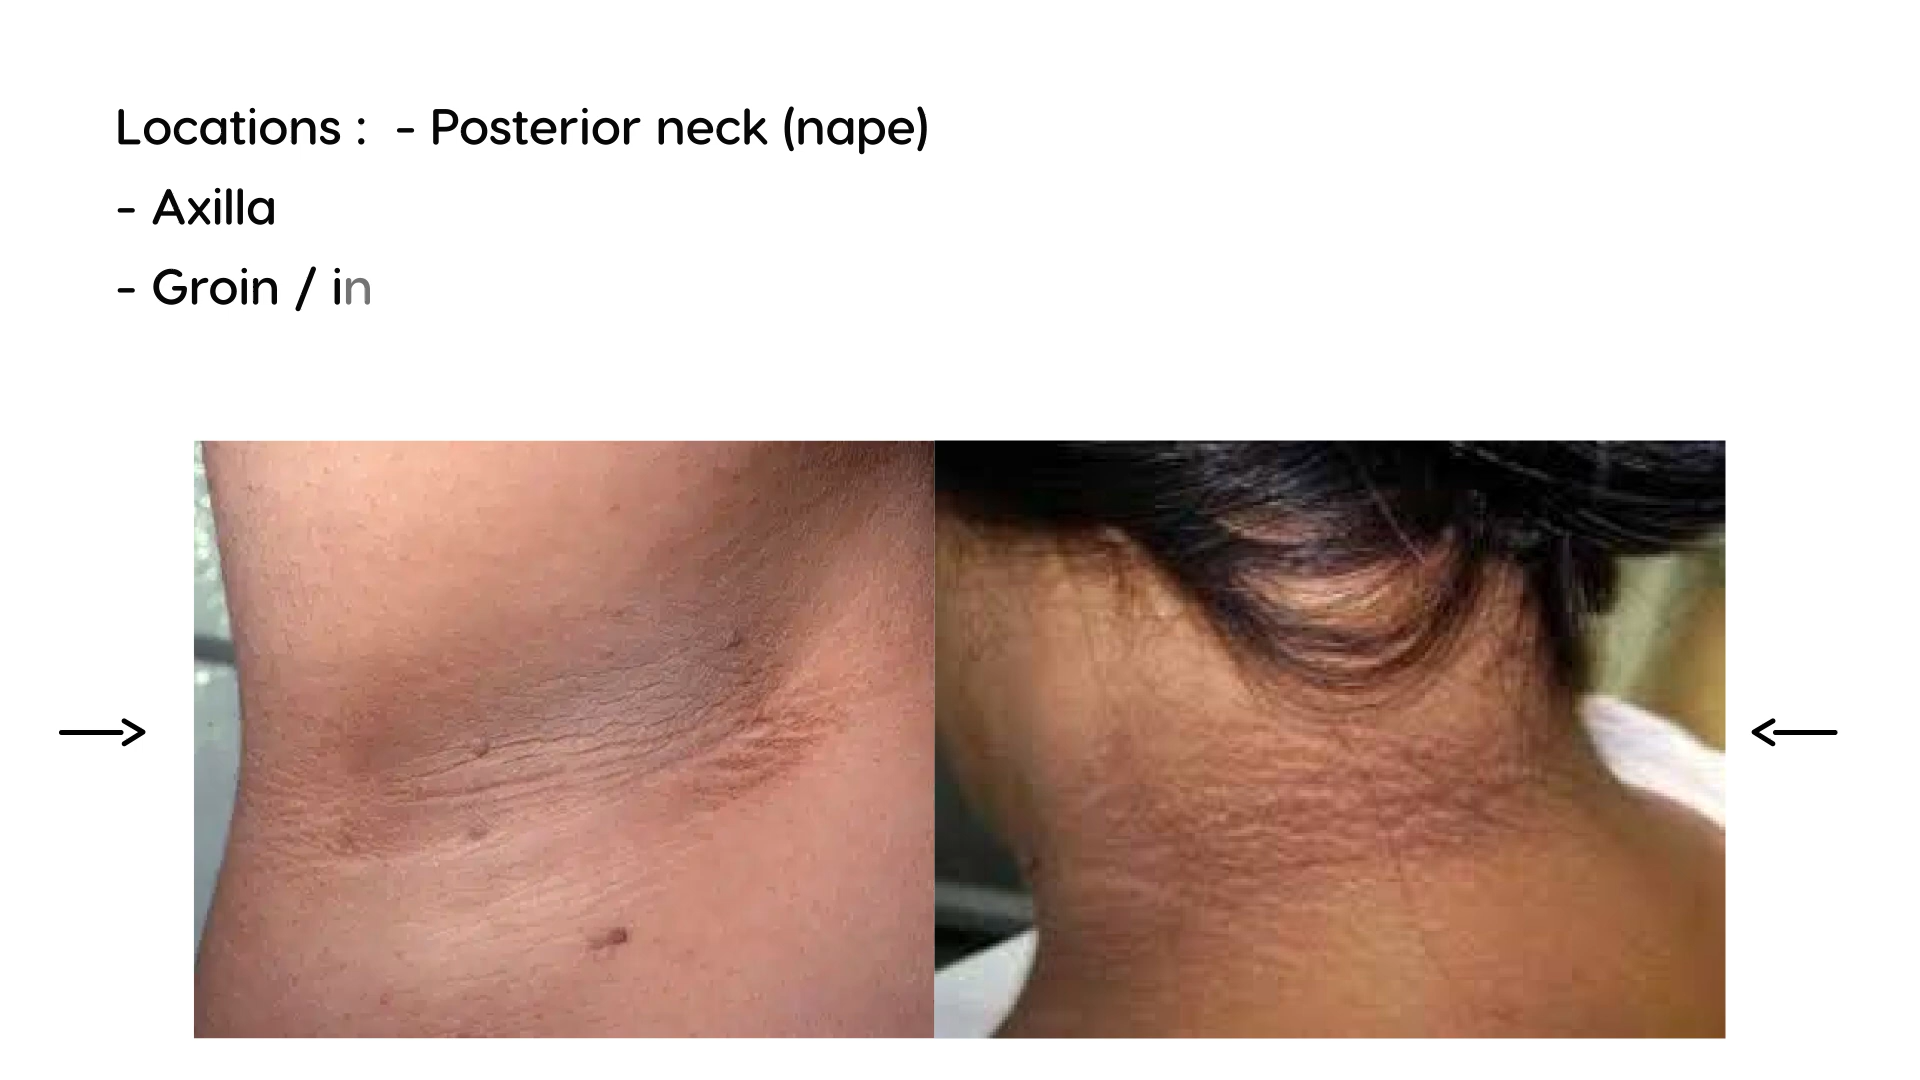 Locations : - Posterior neck (nape)
- Axilla
- Groin / in